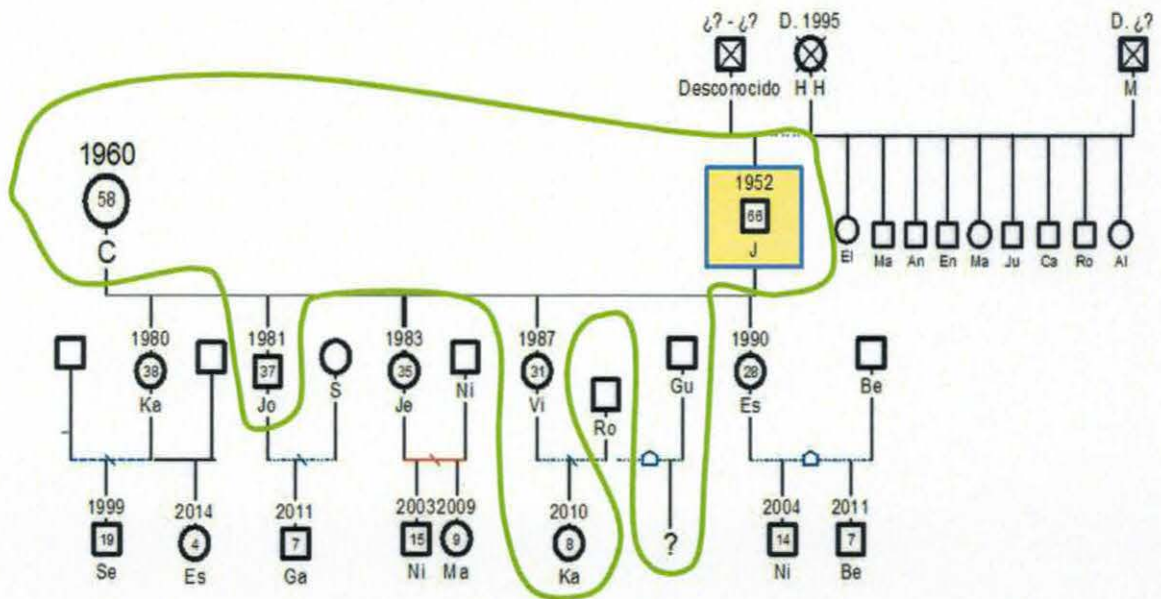 ¿? - ¿? D. 1995 D. ¿?
Desconocido H H M
1960 1952
58 66
C J
El Ma An En Ma Ju Ca Ro Al
1980 1981 1983 1987 1990
38 37 35 31 28
Ka Jo S Je Ni Vi Ro Gu Es Be
1999 2014 2011 2003 2009 2010 ? 2004 2011
19 4 7 15 9 8 14 7
Se Es Ga Ni Ma Ka Ni Be